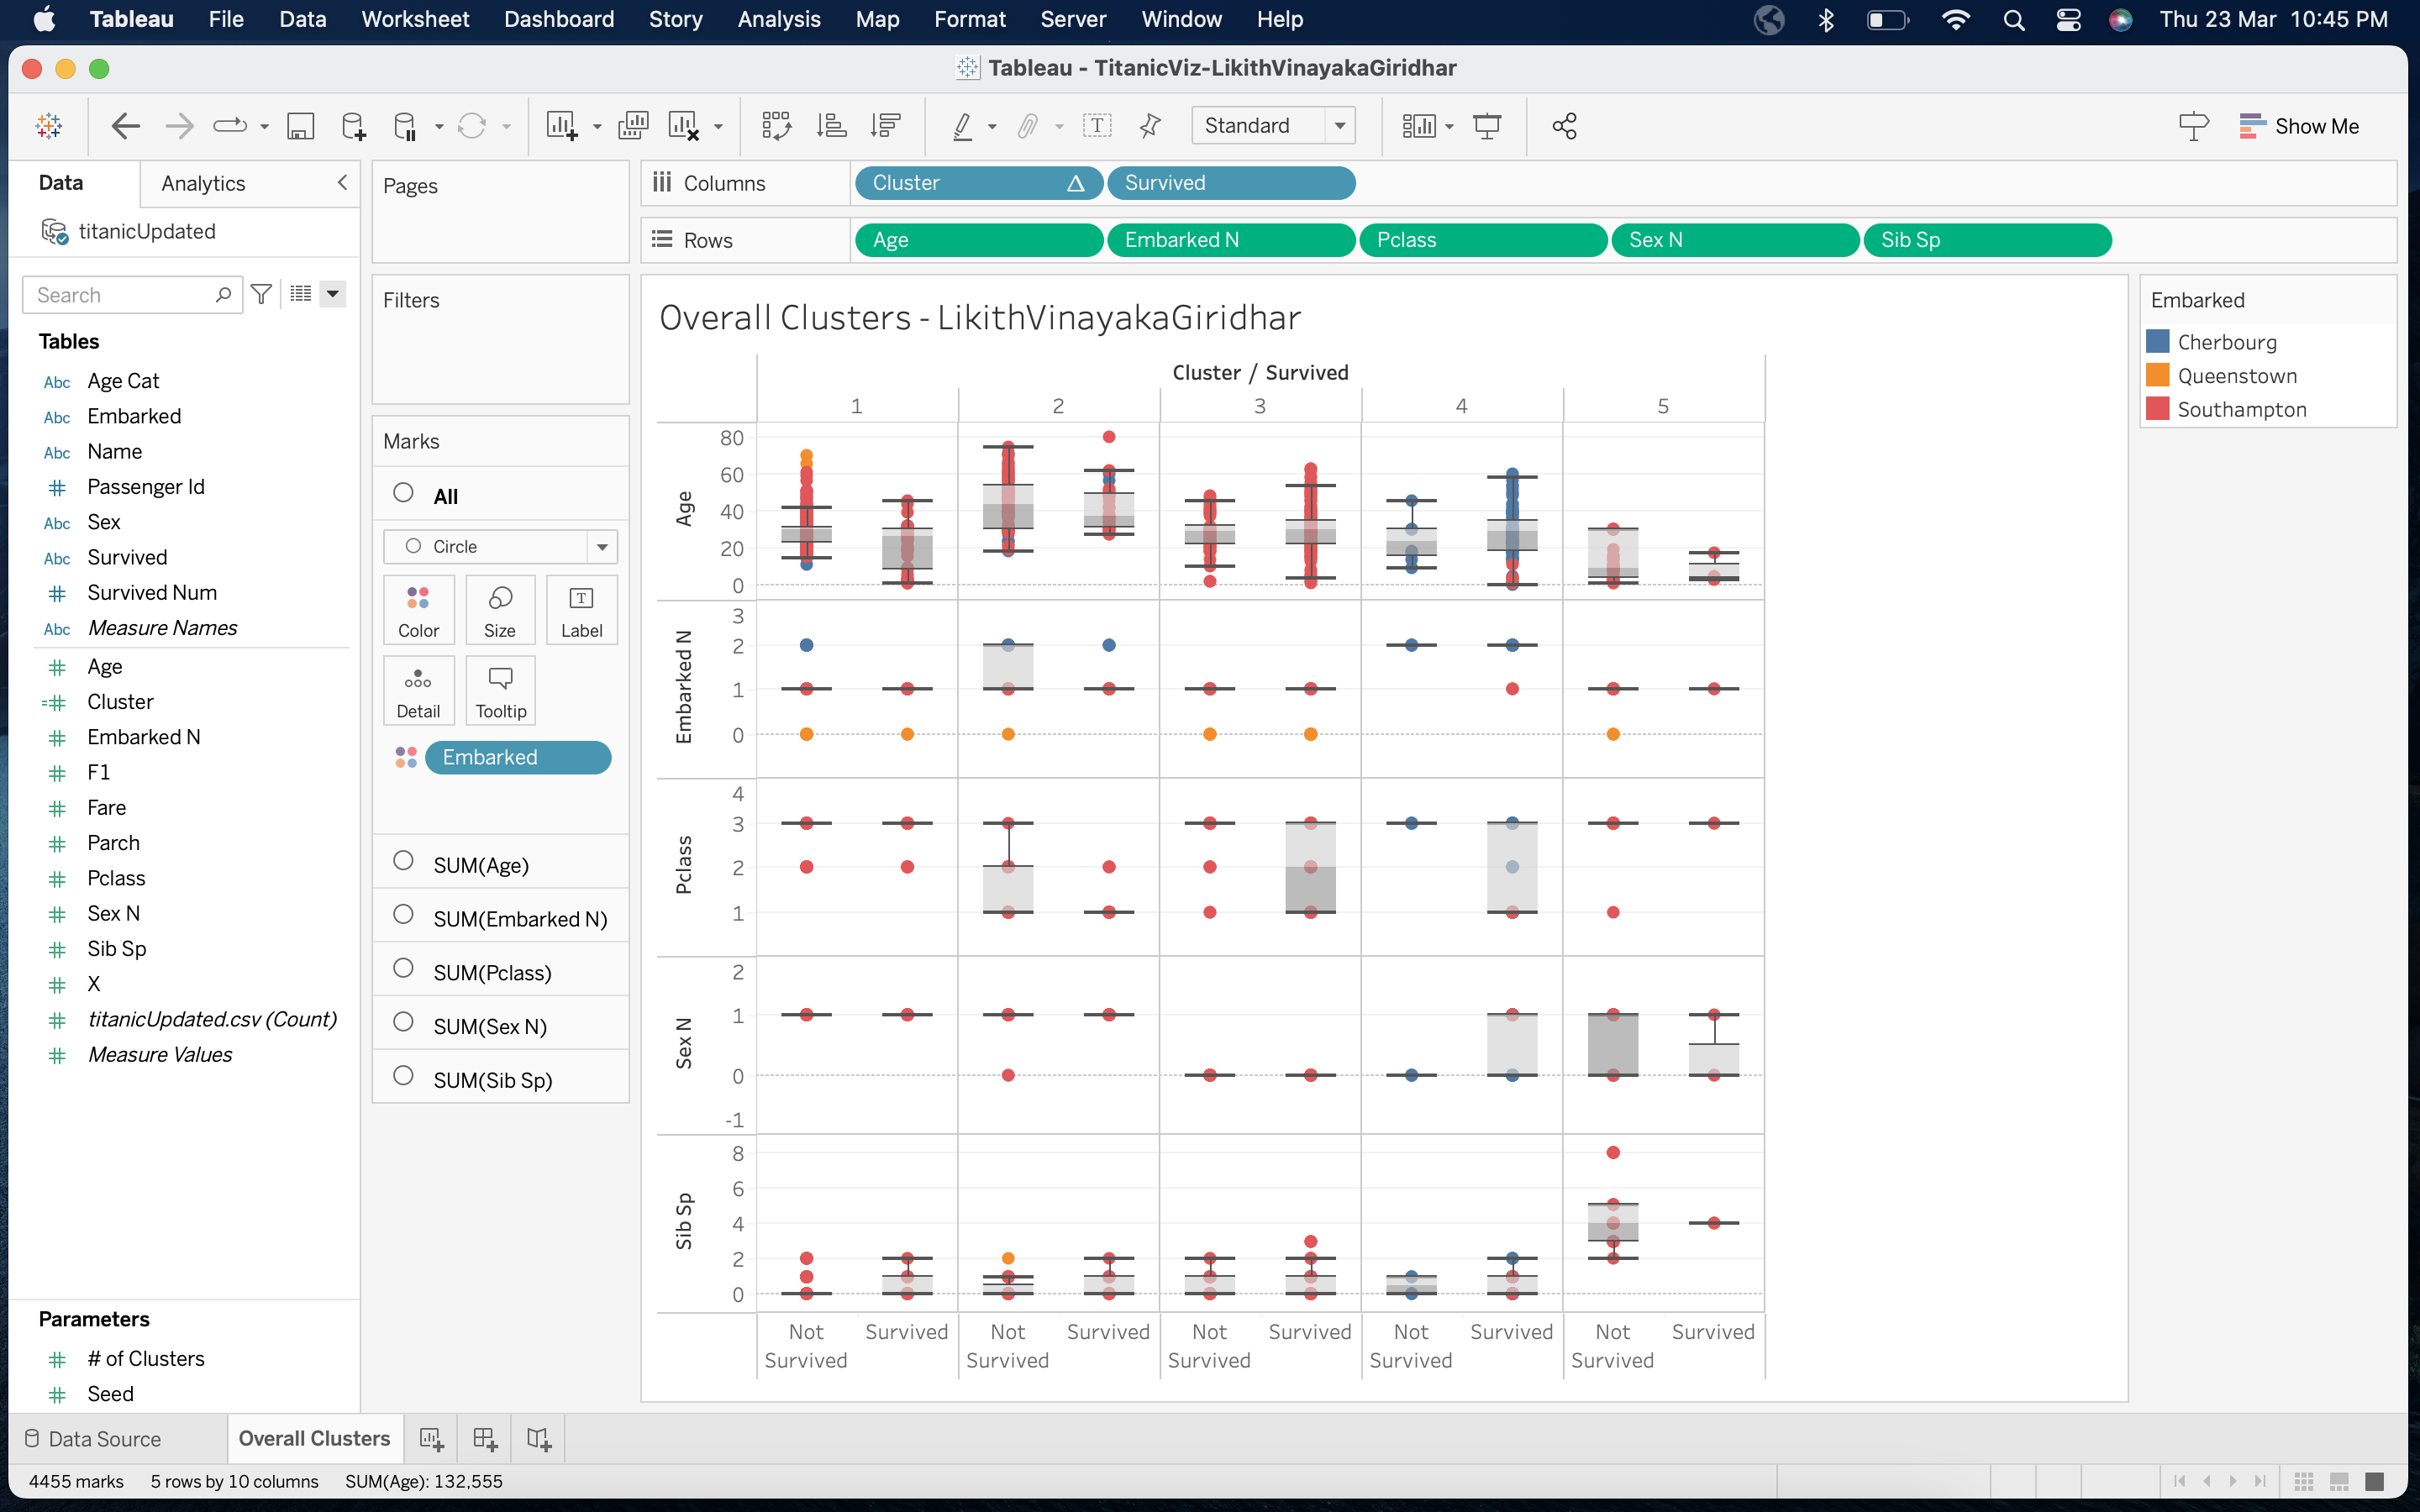 Tableau File Data Worksheet Dashboard Story Analysis Map Format Server Window Help Thu 23 Mar 10:45 PM
Tableau - TitanicViz-LikithVinayakaGiridhar
Standard Show Me
Data Analytics
titanicUpdated
Search
Tables
Abc Age Cat
Abc Embarked
Abc Name
# Passenger Id
Abc Sex
Abc Survived
# Survived Num
Abc Measure Names
# Age
=# Cluster
# Embarked N
# F1
# Fare
# Parch
# Pclass
# Sex N
# Sib Sp
# X
# titanicUpdated.csv (Count)
# Measure Values
Parameters
# # of Clusters
# Seed
Pages
Filters
Marks
All
Circle
Color Size T Label
Detail Tooltip
Embarked
SUM(Age)
SUM(Embarked N)
SUM(Pclass)
SUM(Sex N)
SUM(Sib Sp)
Columns Cluster Δ Survived
Rows Age Embarked N Pclass Sex N Sib Sp
Overall Clusters - LikithVinayakaGiridhar
Cluster / Survived
1 2 3 4 5
Age
80
60
40
20
0
Embarked N
3
2
1
0
Pclass
4
3
2
1
Sex N
2
1
0
-1
Sib Sp
8
6
4
2
0
Not Survived Survived Not Survived Survived Not Survived Survived Not Survived Survived Not Survived Survived
Embarked
Cherbourg
Queenstown
Southampton
Data Source Overall Clusters
4455 marks 5 rows by 10 columns SUM(Age): 132,555